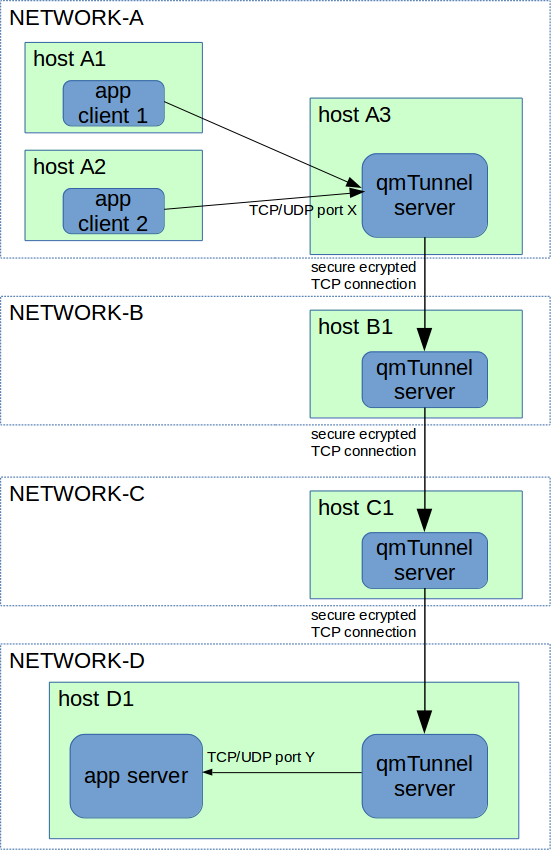 NETWORK-A
host A1
app
client 1
host A2
app
client 2
TCP/UDP port X
host A3
qmTunnel
server
secure ecrypted
TCP connection
NETWORK-B
host B1
qmTunnel
server
secure ecrypted
TCP connection
NETWORK-C
host C1
qmTunnel
server
secure ecrypted
TCP connection
NETWORK-D
host D1
app server
TCP/UDP port Y
qmTunnel
server